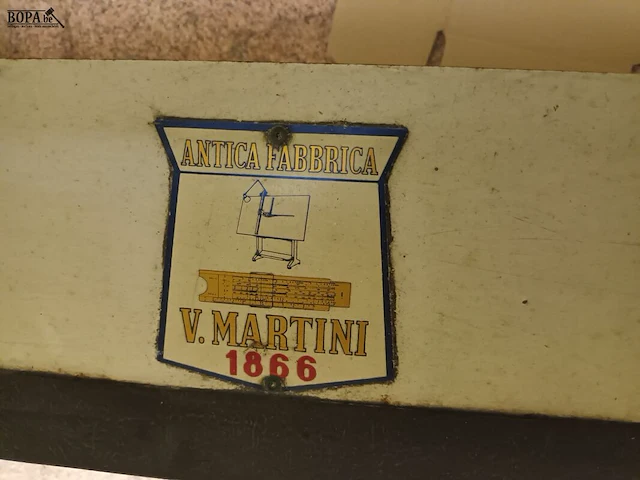 BOPA.be
ANTICA FABBRICA
V. MARTINI
1866